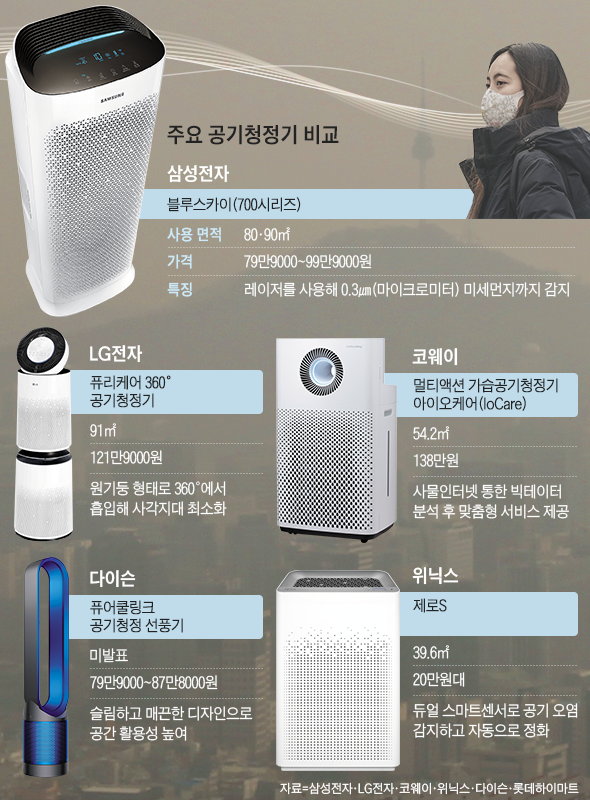 SAMSUNG
주요 공기청정기 비교
삼성전자
블루스카이(700시리즈)
사용 면적 80·90㎡
가격 79만9000~99만9000원
특징 레이저를 사용해 0.3㎛(마이크로미터) 미세먼지까지 감지
LG전자
퓨리케어 360˚
공기청정기
91㎡
121만9000원
원기둥 형태로 360˚에서
흡입해 사각지대 최소화
코웨이
멀티액션 가습공기청정기
아이오케어(IoCare)
54.2㎡
138만원
사물인터넷 통한 빅테이터
분석 후 맞춤형 서비스 제공
다이슨
퓨어쿨링크
공기청정 선풍기
미발표
79만9000~87만8000원
슬림하고 매끈한 디자인으로
공간 활용성 높여
위닉스
제로S
39.6㎡
20만원대
듀얼 스마트센서로 공기 오염
감지하고 자동으로 정화
자료=삼성전자·LG전자·코웨이·위닉스·다이슨·롯데하이마트